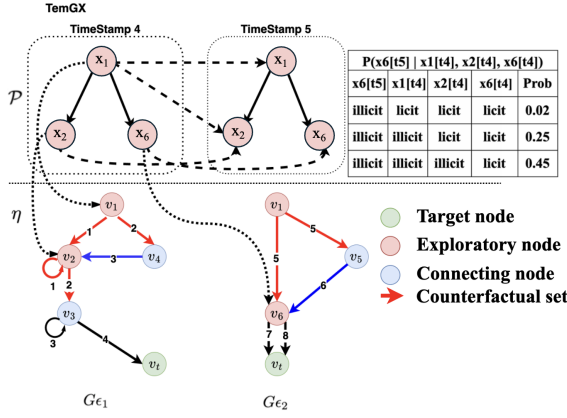 TemGX
TimeStamp 4
TimeStamp 5
𝒫
x1
x2
x6
x1
x2
x6
P(x6[t5] | x1[t4], x2[t4], x6[t4])
x6[t5] x1[t4] x2[t4] x6[t4] Prob
illicit licit licit licit 0.02
illicit illicit licit licit 0.25
illicit illicit illicit licit 0.45
η
v1
1
2
v2
3
v4
1
2
v3
3
4
vt
Gϵ1
v1
5
5
v5
6
v6
7
8
vt
Gϵ2
Target node
Exploratory node
Connecting node
Counterfactual set